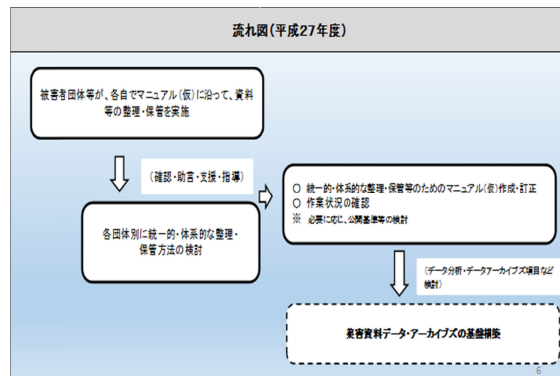 流れ図(平成27年度)
被害者団体等が、各自でマニュアル(仮)に沿って、資料
等の整理・保管を実施
(確認・助言・支援・指導)
各団体別に統一的・体系的な整理・
保管方法の検討
○ 統一的・体系的な整理・保管等のためのマニュアル(仮)作成・訂正
○ 作業状況の確認
※ 必要に応じ、公開基準等の検討
(データ分析・データアーカイブズ項目など
検討)
薬害資料データ・アーカイブズの基盤構築
6